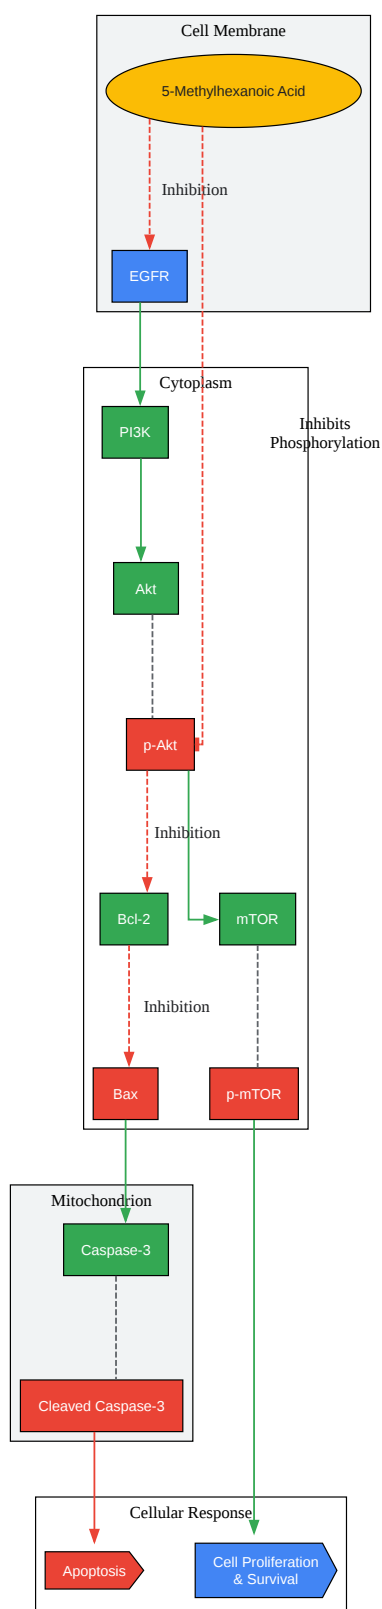 Cell Membrane
5-Methylhexanoic Acid
Inhibition
EGFR
Cytoplasm
PI3K
Inhibits
Phosphorylation
Akt
p-Akt
Inhibition
Bcl-2
mTOR
Inhibition
Bax
p-mTOR
Mitochondrion
Caspase-3
Cleaved Caspase-3
Cellular Response
Apoptosis
Cell Proliferation
& Survival